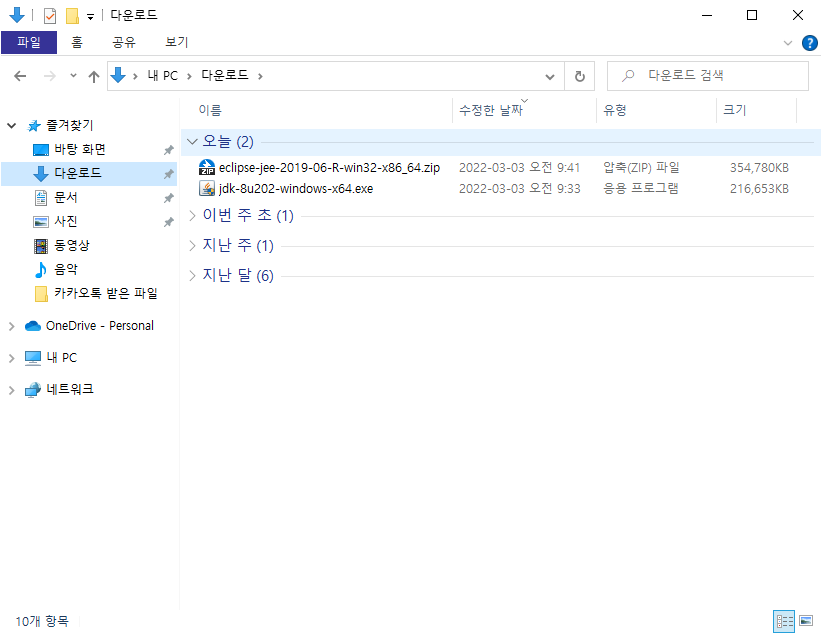 다운로드
파일 홈 공유 보기
내 PC 다운로드 다운로드 검색
이름 수정한 날짜 유형 크기
즐겨찾기
바탕 화면
다운로드
문서
사진
동영상
음악
카카오톡 받은 파일
OneDrive - Personal
내 PC
네트워크
오늘 (2)
ZIP eclipse-jee-2019-06-R-win32-x86_64.zip 2022-03-03 오전 9:41 압축(ZIP) 파일 354,780KB
jdk-8u202-windows-x64.exe 2022-03-03 오전 9:33 응용 프로그램 216,653KB
이번 주 초 (1)
지난 주 (1)
지난 달 (6)
10개 항목